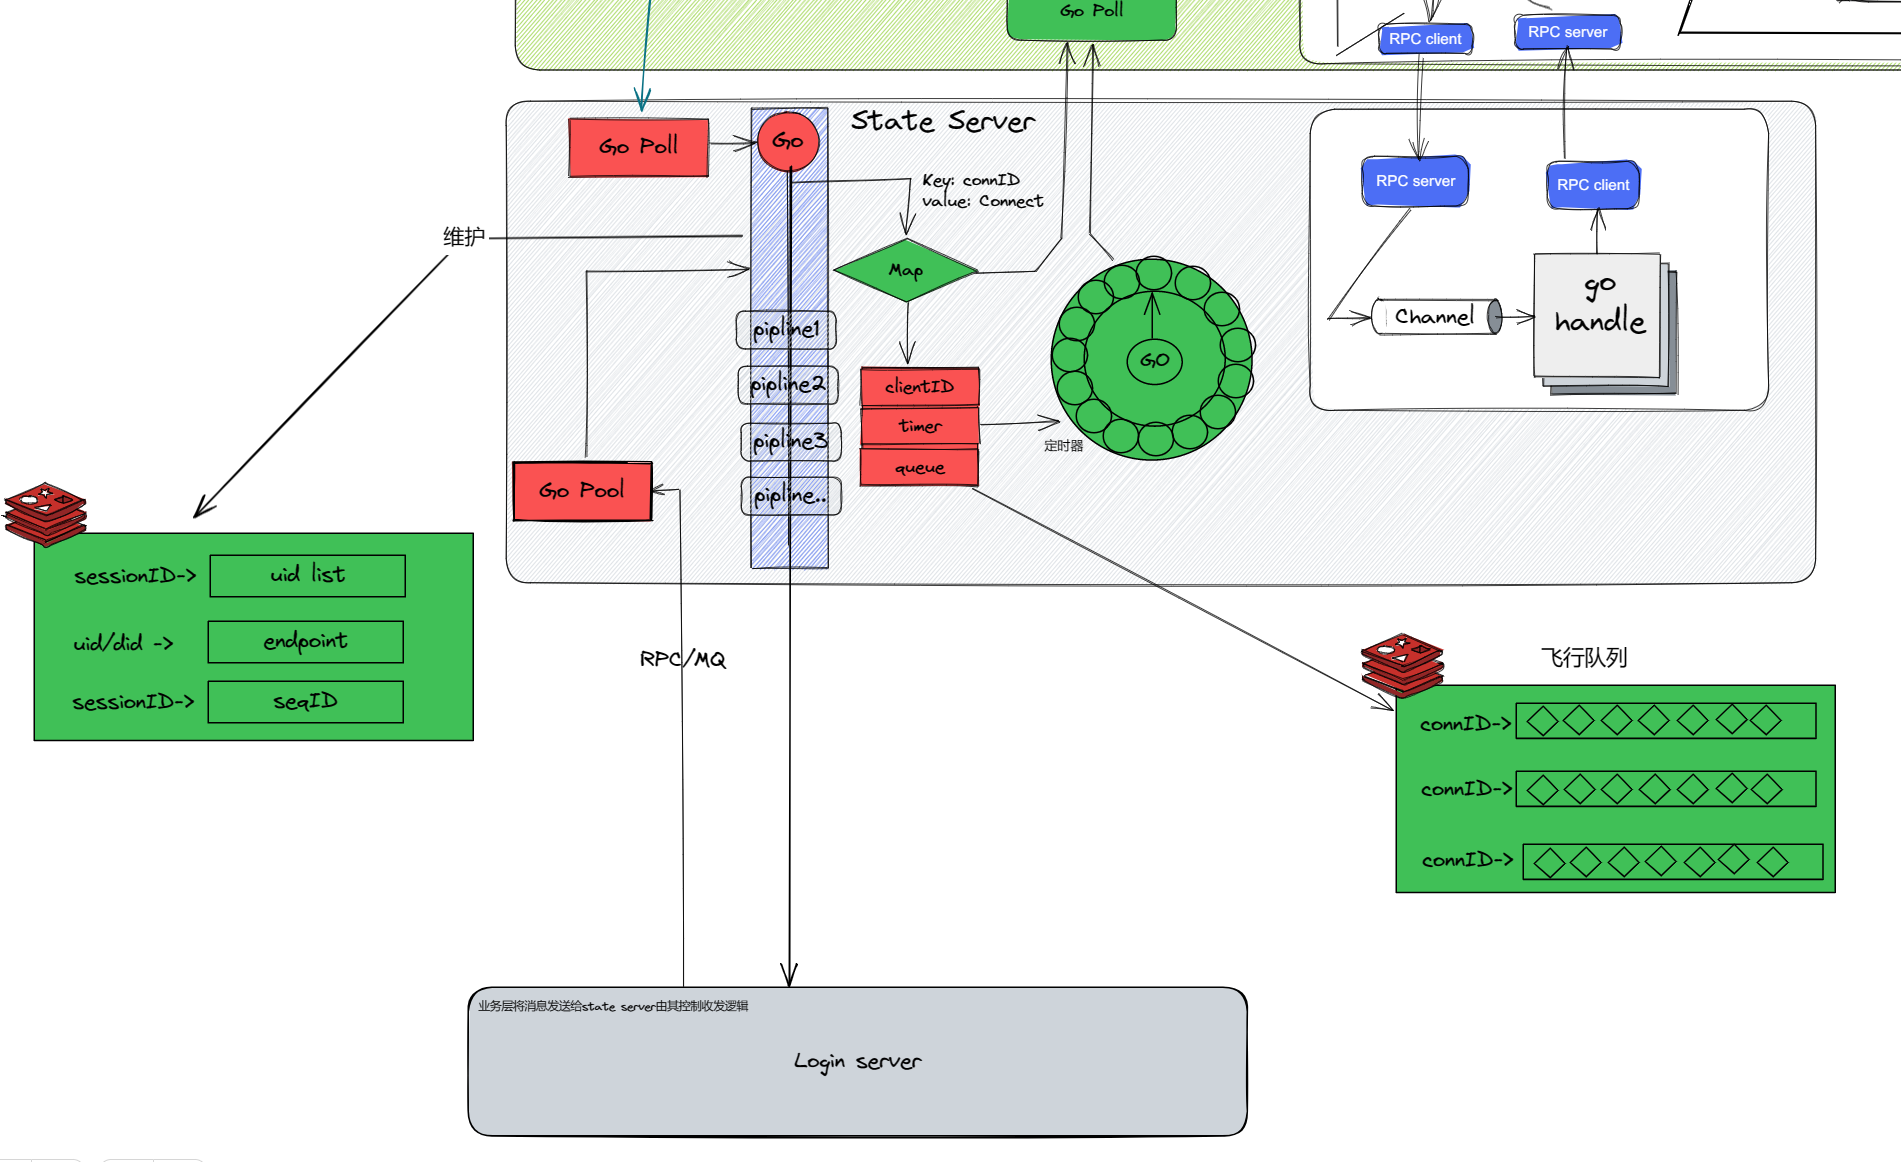 Go Poll
RPC client
RPC server
State Server
Go Poll
Go
Key: connID
value: Connect
维护
Map
pipline1
pipline2
pipline3
pipline..
clientID
timer
queue
GO
定时器
RPC server
RPC client
Channel
go
handle
Go Pool
sessionID->
uid list
uid/did ->
endpoint
sessionID->
seqID
RPC/MQ
飞行队列
connID->
connID->
connID->
业务层将消息发送给state server由其控制收发逻辑
Login server